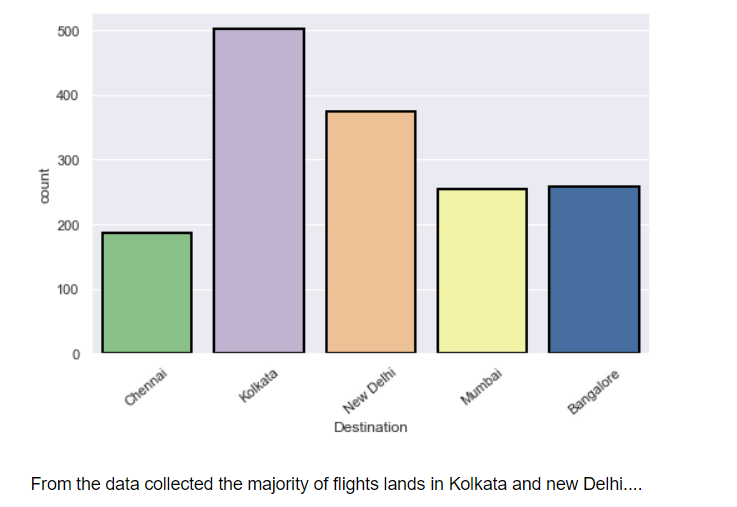 500
400
300
200
100
0
count
Chennai
Kolkata
New Delhi
Mumbai
Bangalore
Destination
From the data collected the majority of flights lands in Kolkata and new Delhi....